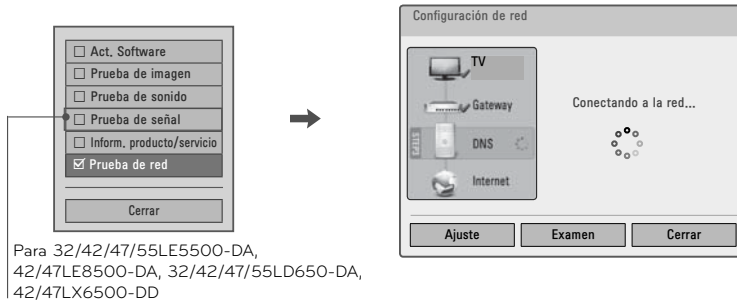 Act. Software
Prueba de imagen
Prueba de sonido
Prueba de señal
Inform. producto/servicio
Prueba de red
Cerrar
Para 32/42/47/55LE5500-DA,
42/47LE8500-DA, 32/42/47/55LD650-DA,
42/47LX6500-DD
Configuración de red
TV
Gateway
DNS
Internet
Conectando a la red...
Ajuste
Examen
Cerrar